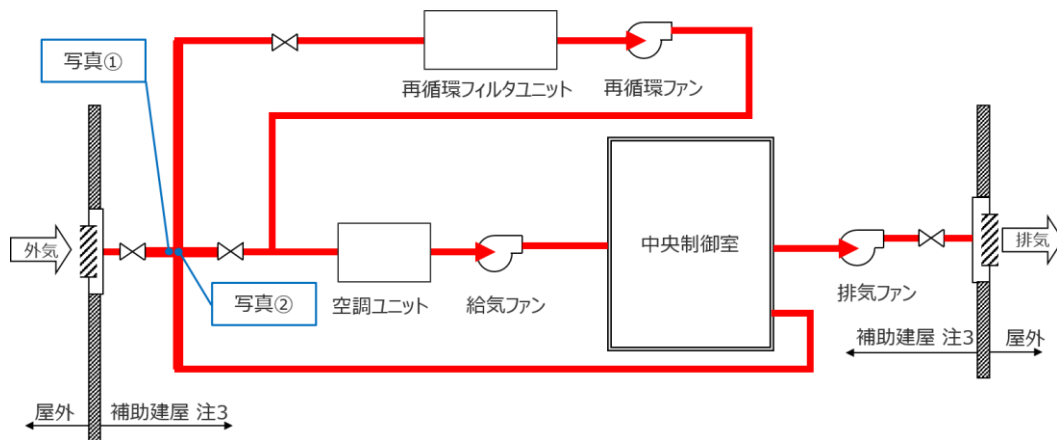 写真①
再循環フィルタユニット
再循環ファン
外気
中央制御室
排気
写真②
空調ユニット
給気ファン
排気ファン
補助建屋 注3
屋外
屋外
補助建屋 注3